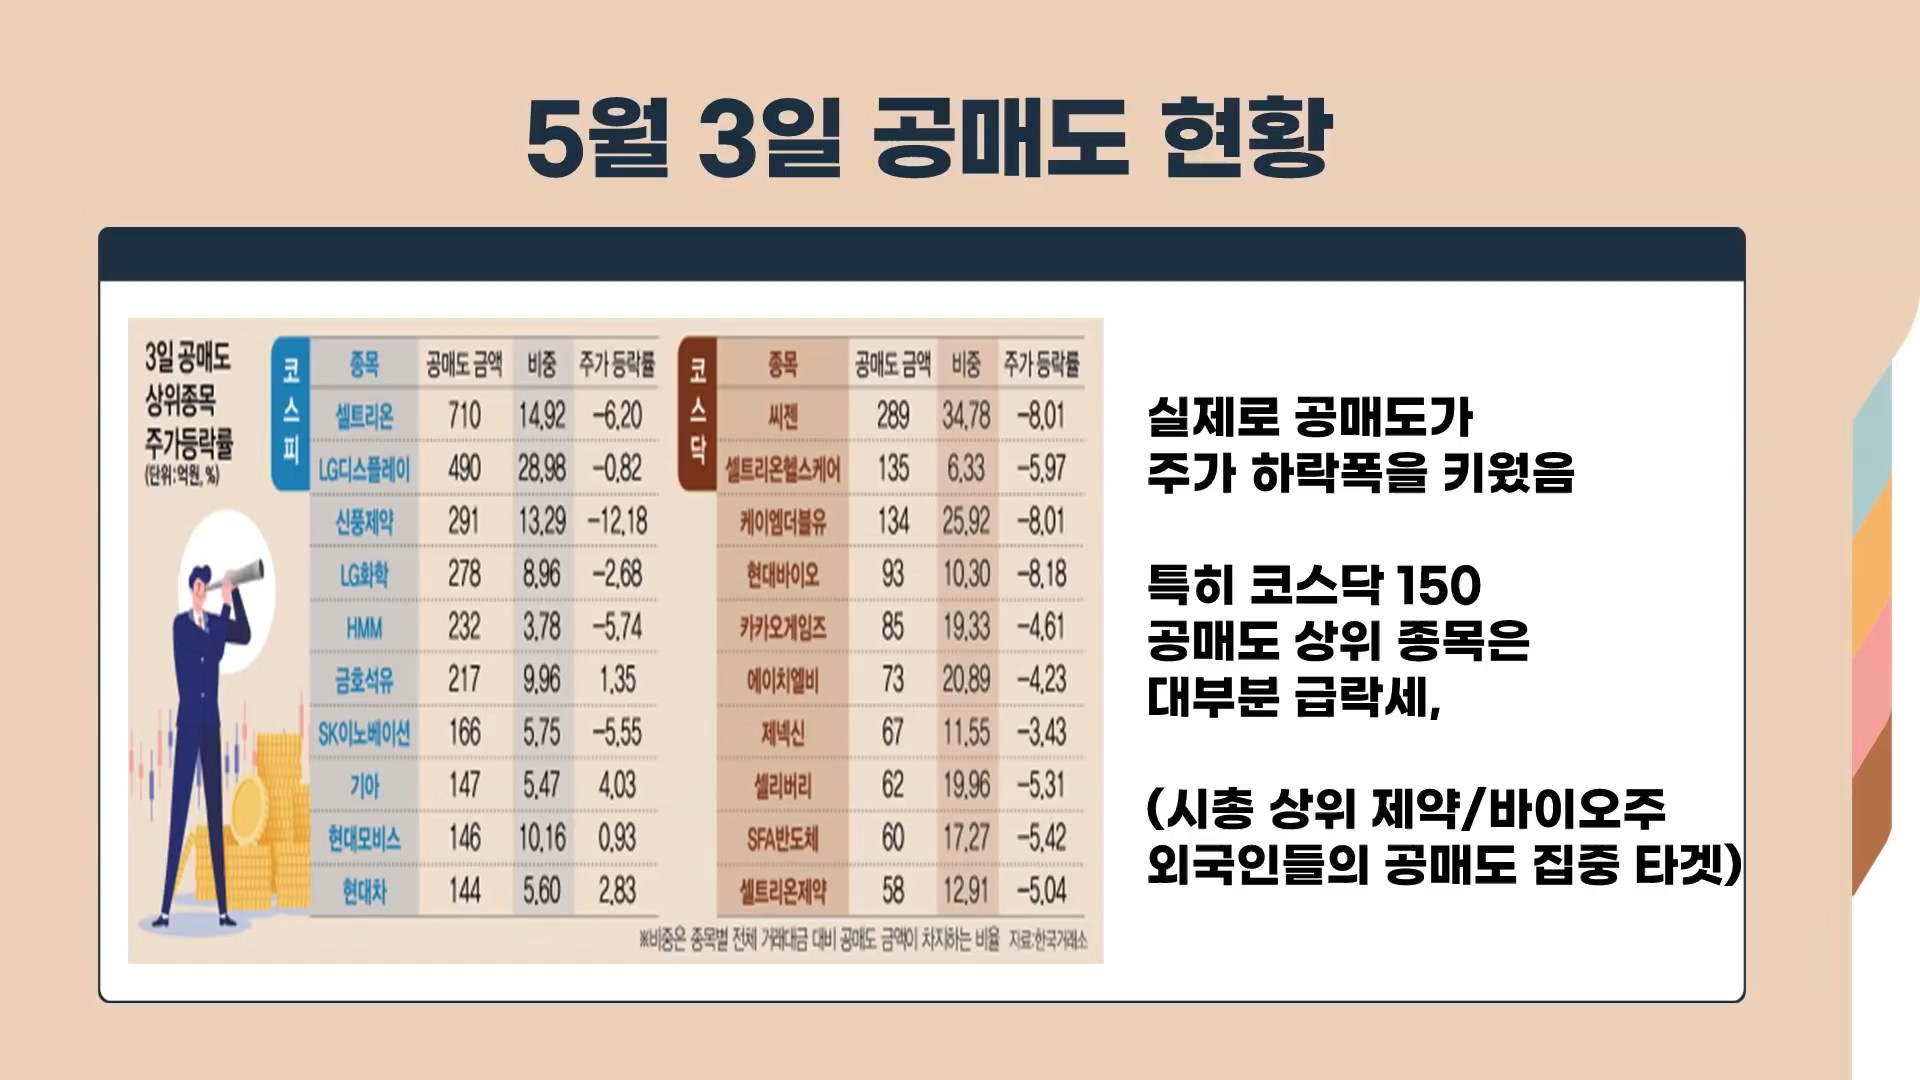 5월 3일 공매도 현황
3일 공매도
상위종목
주가등락률
(단위:억원, %)
코스피
종목 공매도 금액 비중 주가 등락률
셀트리온 710 14.92 -6.20
LG디스플레이 490 28.98 -0.82
신풍제약 291 13.29 -12.18
LG화학 278 8.96 -2.68
HMM 232 3.78 -5.74
금호석유 217 9.96 1.35
SK이노베이션 166 5.75 -5.55
기아 147 5.47 4.03
현대모비스 146 10.16 0.93
현대차 144 5.60 2.83
코스닥
종목 공매도 금액 비중 주가 등락률
씨젠 289 34.78 -8.01
셀트리온헬스케어 135 6.33 -5.97
케이엠더블유 134 25.92 -8.01
현대바이오 93 10.30 -8.18
카카오게임즈 85 19.33 -4.61
에이치엘비 73 20.89 -4.23
제넥신 67 11.55 -3.43
셀리버리 62 19.96 -5.31
SFA반도체 60 17.27 -5.42
셀트리온제약 58 12.91 -5.04
※비중은 종목별 전체 거래대금 대비 공매도 금액이 차지하는 비율 자료:한국거래소
실제로 공매도가
주가 하락폭을 키웠음
특히 코스닥 150
공매도 상위 종목은
대부분 급락세,
(시총 상위 제약/바이오주
외국인들의 공매도 집중 타겟)